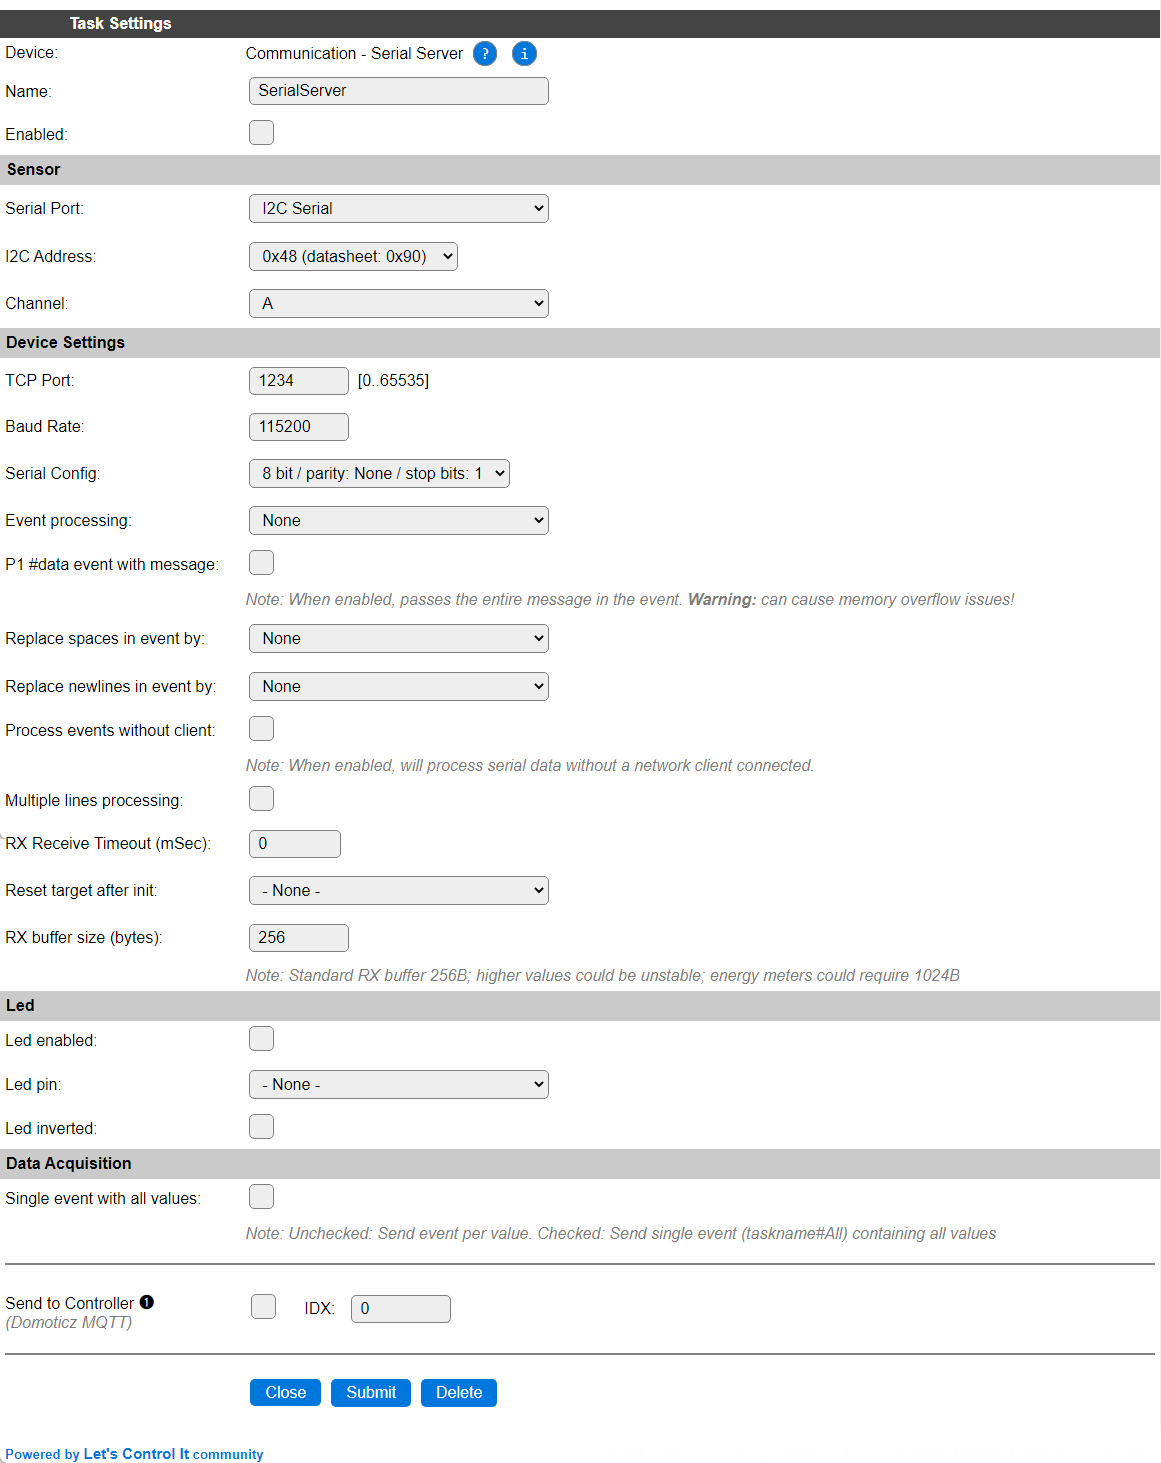 Task Settings
Device: Communication - Serial Server ? i
Name: SerialServer
Enabled:
Sensor
Serial Port: I2C Serial
I2C Address: 0x48 (datasheet: 0x90)
Channel: A
Device Settings
TCP Port: 1234 [0..65535]
Baud Rate: 115200
Serial Config: 8 bit / parity: None / stop bits: 1
Event processing: None
P1 #data event with message:
Note: When enabled, passes the entire message in the event. Warning: can cause memory overflow issues!
Replace spaces in event by: None
Replace newlines in event by: None
Process events without client:
Note: When enabled, will process serial data without a network client connected.
Multiple lines processing:
RX Receive Timeout (mSec): 0
Reset target after init: - None -
RX buffer size (bytes): 256
Note: Standard RX buffer 256B; higher values could be unstable; energy meters could require 1024B
Led
Led enabled:
Led pin: - None -
Led inverted:
Data Acquisition
Single event with all values:
Note: Unchecked: Send event per value. Checked: Send single event (taskname#All) containing all values
Send to Controller ❶ IDX: 0
(Domoticz MQTT)
Close Submit Delete
Powered by Let's Control It community